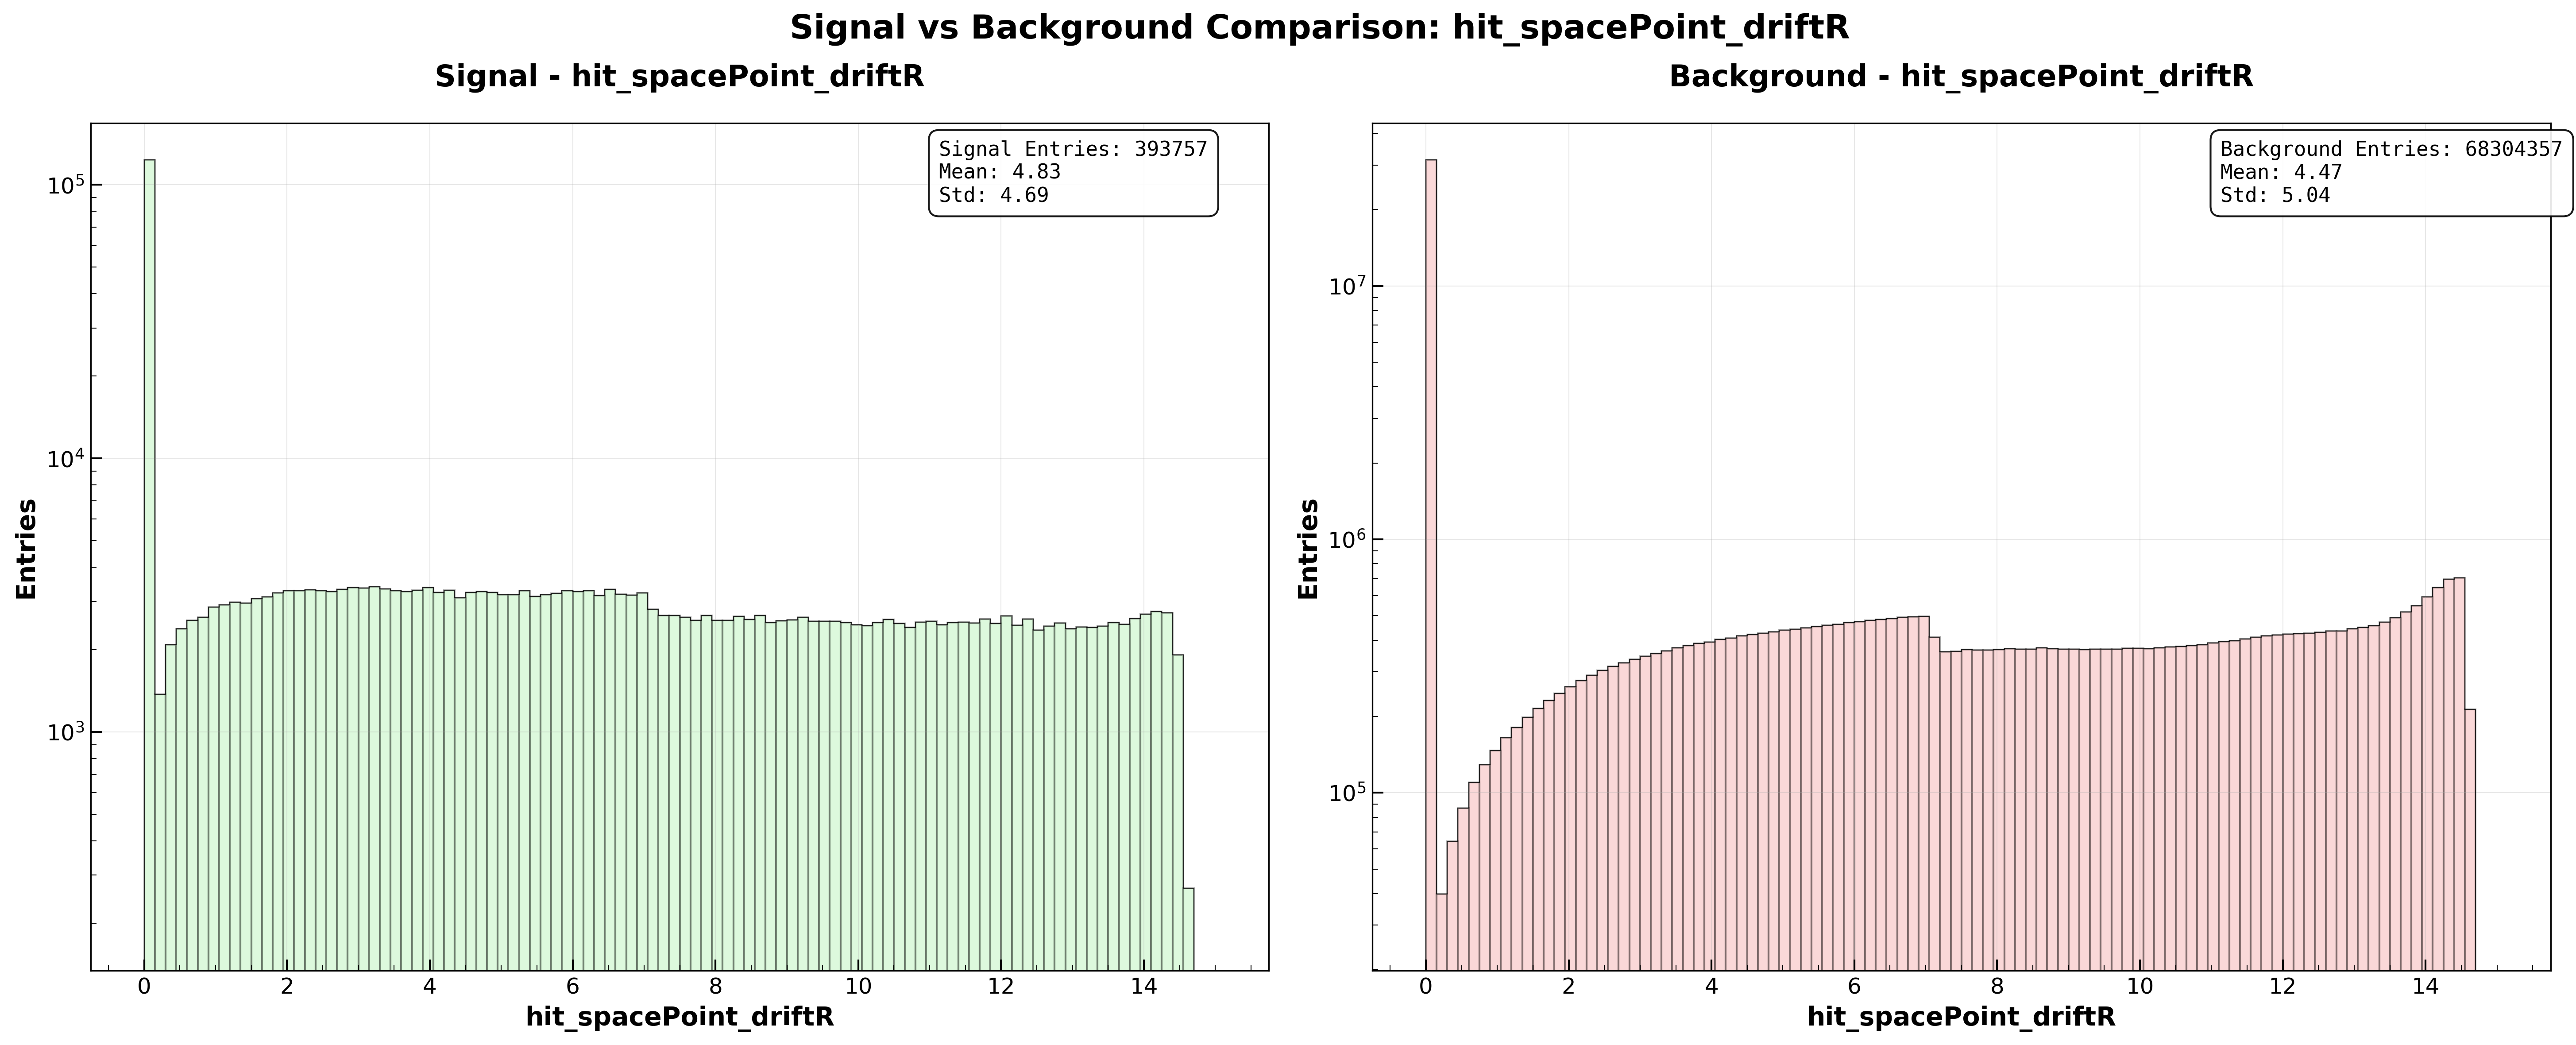 Signal vs Background Comparison: hit_spacePoint_driftR
Signal - hit_spacePoint_driftR
Signal Entries: 393757
Mean: 4.83
Std: 4.69
10^5
10^4
10^3
Entries
0 2 4 6 8 10 12 14
hit_spacePoint_driftR
Background - hit_spacePoint_driftR
Background Entries: 68304357
Mean: 4.47
Std: 5.04
10^7
10^6
10^5
Entries
0 2 4 6 8 10 12 14
hit_spacePoint_driftR